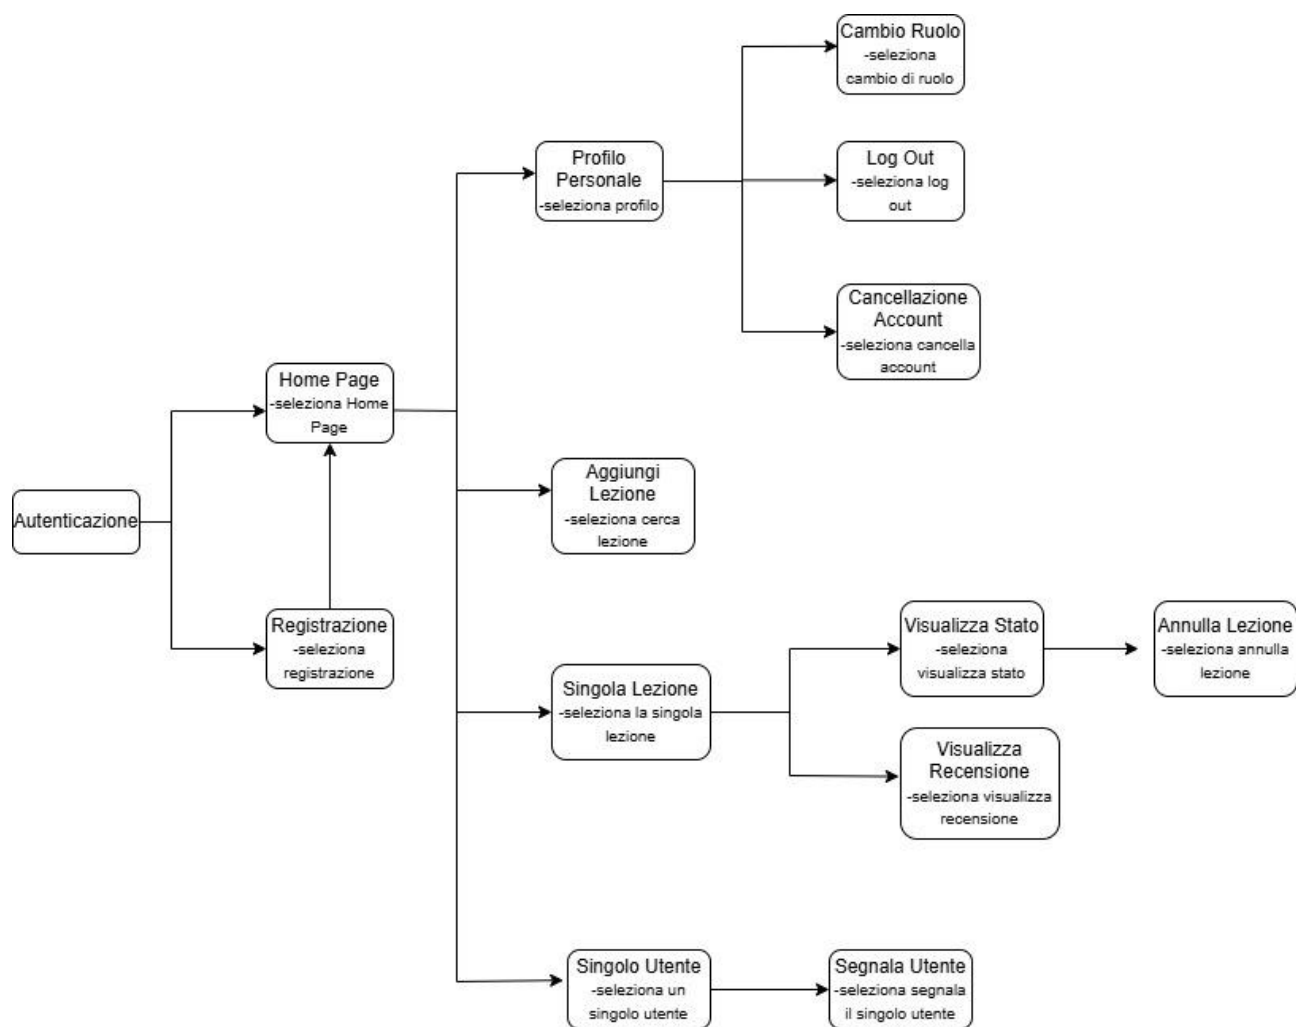 Cambio Ruolo
-seleziona
cambio di ruolo
Profilo
Personale
-seleziona profilo
Log Out
-seleziona log
out
Cancellazione
Account
-seleziona cancella
account
Home Page
-seleziona Home
Page
Aggiungi
Lezione
-seleziona cerca
lezione
Autenticazione
Registrazione
-seleziona
registrazione
Singola Lezione
-seleziona la singola
lezione
Visualizza Stato
-seleziona
visualizza stato
Annulla Lezione
-seleziona annulla
lezione
Visualizza
Recensione
-seleziona visualizza
recensione
Singolo Utente
-seleziona un
singolo utente
Segnala Utente
-seleziona segnala
il singolo utente